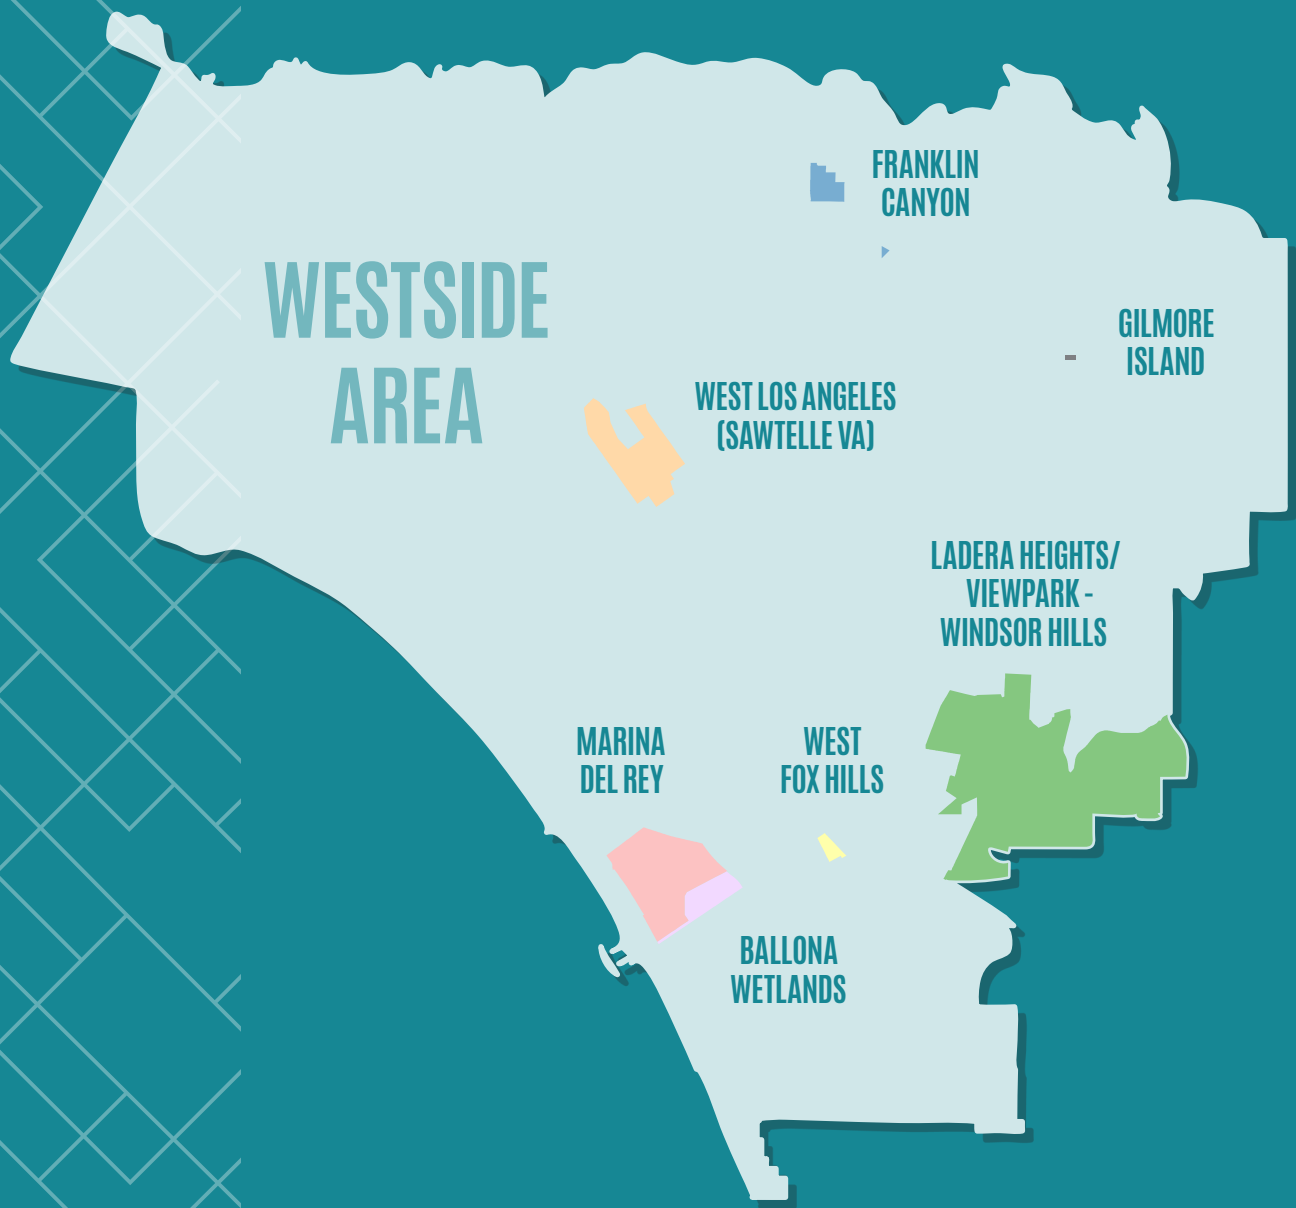 FRANKLIN
CANYON
WESTSIDE
AREA
GILMORE
ISLAND
WEST LOS ANGELES
(SAWTELLE VA)
LADERA HEIGHTS/
VIEWPARK -
WINDSOR HILLS
MARINA
DEL REY
WEST
FOX HILLS
BALLONA
WETLANDS